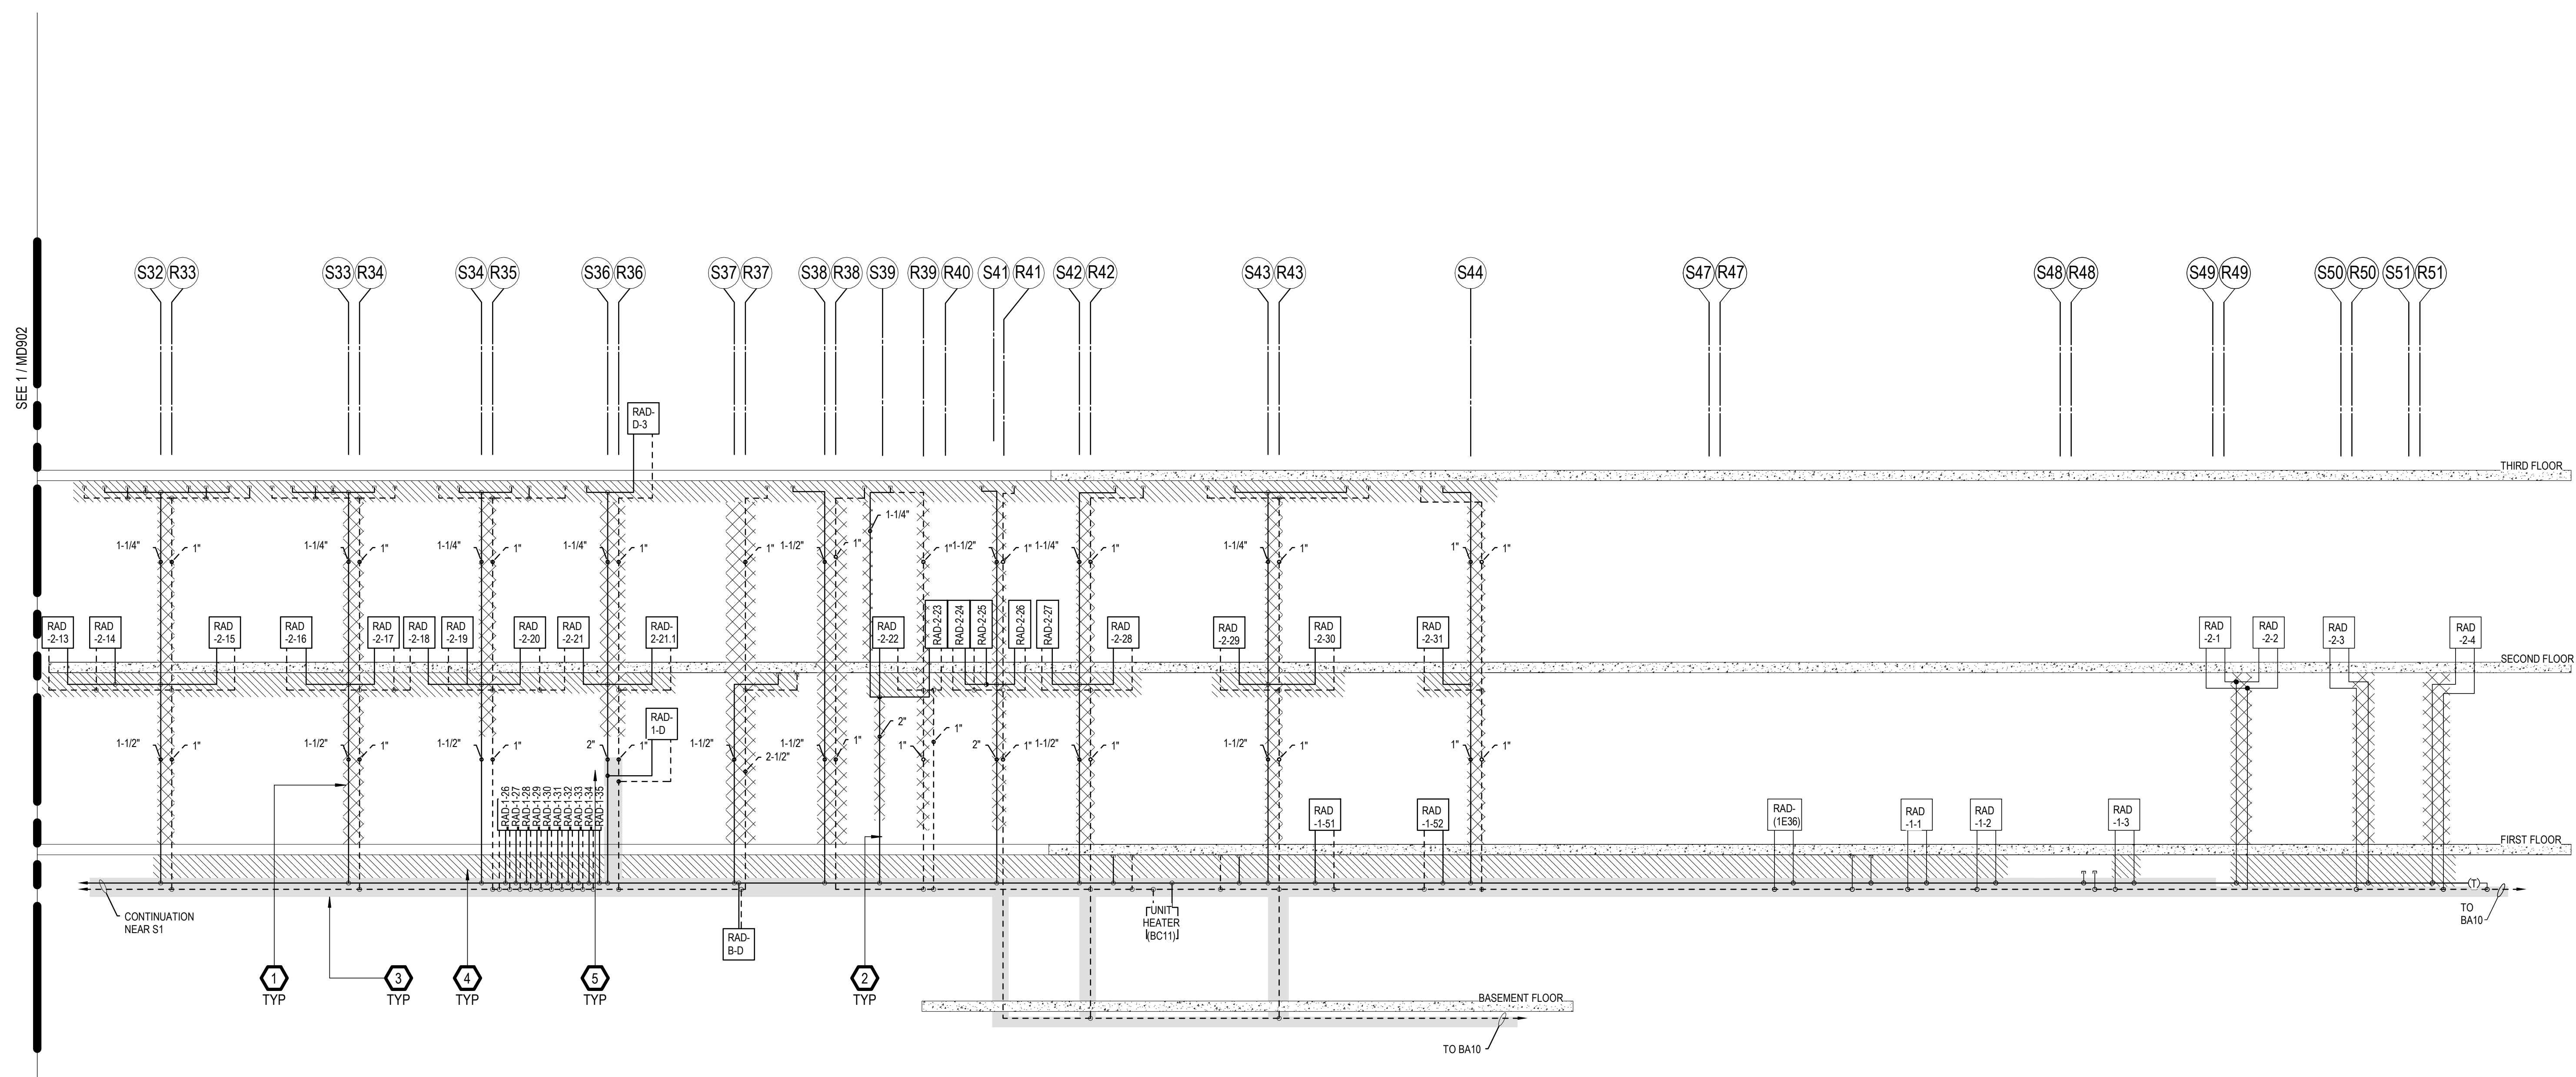 SEE 1 / MD902
S32 R33 S33 R34 S34 R35 S36 R36 S37 R37 S38 R38 S39 R39 R40 S41 R41 S42 R42 S43 R43 S44 S47 R47 S48 R48 S49 R49 S50 R50 S51 R51
RAD-
D-3
THIRD FLOOR
1-1/4"
1-1/4" 1" 1-1/4" 1" 1-1/4" 1" 1-1/4" 1" 1" 1-1/2" 1" 1" 1-1/2" 1" 1-1/4" 1" 1-1/4" 1" 1" 1"
RAD
-2-13
RAD
-2-14
RAD
-2-15
RAD
-2-16
RAD
-2-17
RAD
-2-18
RAD
-2-19
RAD
-2-20
RAD
-2-21
RAD-
2-21.1
RAD
-2-22
RAD-2-23
RAD-2-24
RAD-2-25
RAD-2-26
RAD-2-27
RAD
-2-28
RAD
-2-29
RAD
-2-30
RAD
-2-31
RAD
-2-1
RAD
-2-2
RAD
-2-3
RAD
-2-4
SECOND FLOOR
RAD-
1-D
2"
1-1/2" 1" 1-1/2" 1" 1-1/2" 1" 2" 1" 1-1/2" 2-1/2" 1-1/2" 1" 1" 1" 2" 1" 1-1/2" 1" 1-1/2" 1" 1" 1"
RAD-1-26
RAD-1-27
RAD-1-28
RAD-1-29
RAD-1-30
RAD-1-31
RAD-1-32
RAD-1-33
RAD-1-34
RAD-1-35
RAD
-1-51
RAD
-1-52
RAD-
(1E36)
RAD
-1-1
RAD
-1-2
RAD
-1-3
FIRST FLOOR
(T)
CONTINUATION
NEAR S1
RAD-
B-D
UNIT
HEATER
(BC11)
TO
BA10
1
TYP
3
TYP
4
TYP
5
TYP
2
TYP
BASEMENT FLOOR
TO BA10